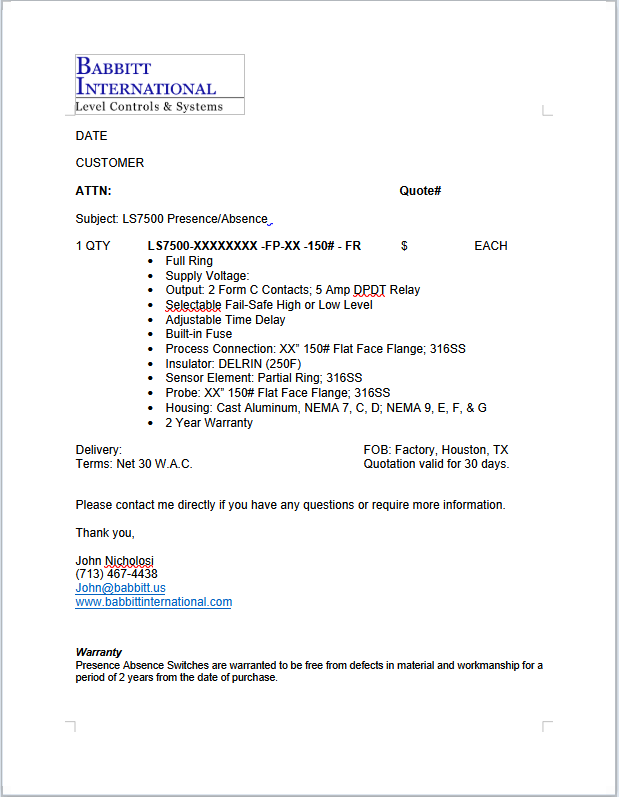 BABBITT
INTERNATIONAL
Level Controls & Systems
DATE
CUSTOMER
ATTN: Quote#
Subject: LS7500 Presence/Absence
1 QTY LS7500-XXXXXXXX -FP-XX -150# - FR $ EACH
• Full Ring
• Supply Voltage:
• Output: 2 Form C Contacts; 5 Amp DPDT Relay
• Selectable Fail-Safe High or Low Level
• Adjustable Time Delay
• Built-in Fuse
• Process Connection: XX” 150# Flat Face Flange; 316SS
• Insulator: DELRIN (250F)
• Sensor Element: Partial Ring; 316SS
• Probe: XX” 150# Flat Face Flange; 316SS
• Housing: Cast Aluminum, NEMA 7, C, D; NEMA 9, E, F, & G
• 2 Year Warranty
Delivery: FOB: Factory, Houston, TX
Terms: Net 30 W.A.C. Quotation valid for 30 days.
Please contact me directly if you have any questions or require more information.
Thank you,
John Nicholosi
(713) 467-4438
John@babbitt.us
www.babbittinternational.com
Warranty
Presence Absence Switches are warranted to be free from defects in material and workmanship for a
period of 2 years from the date of purchase.